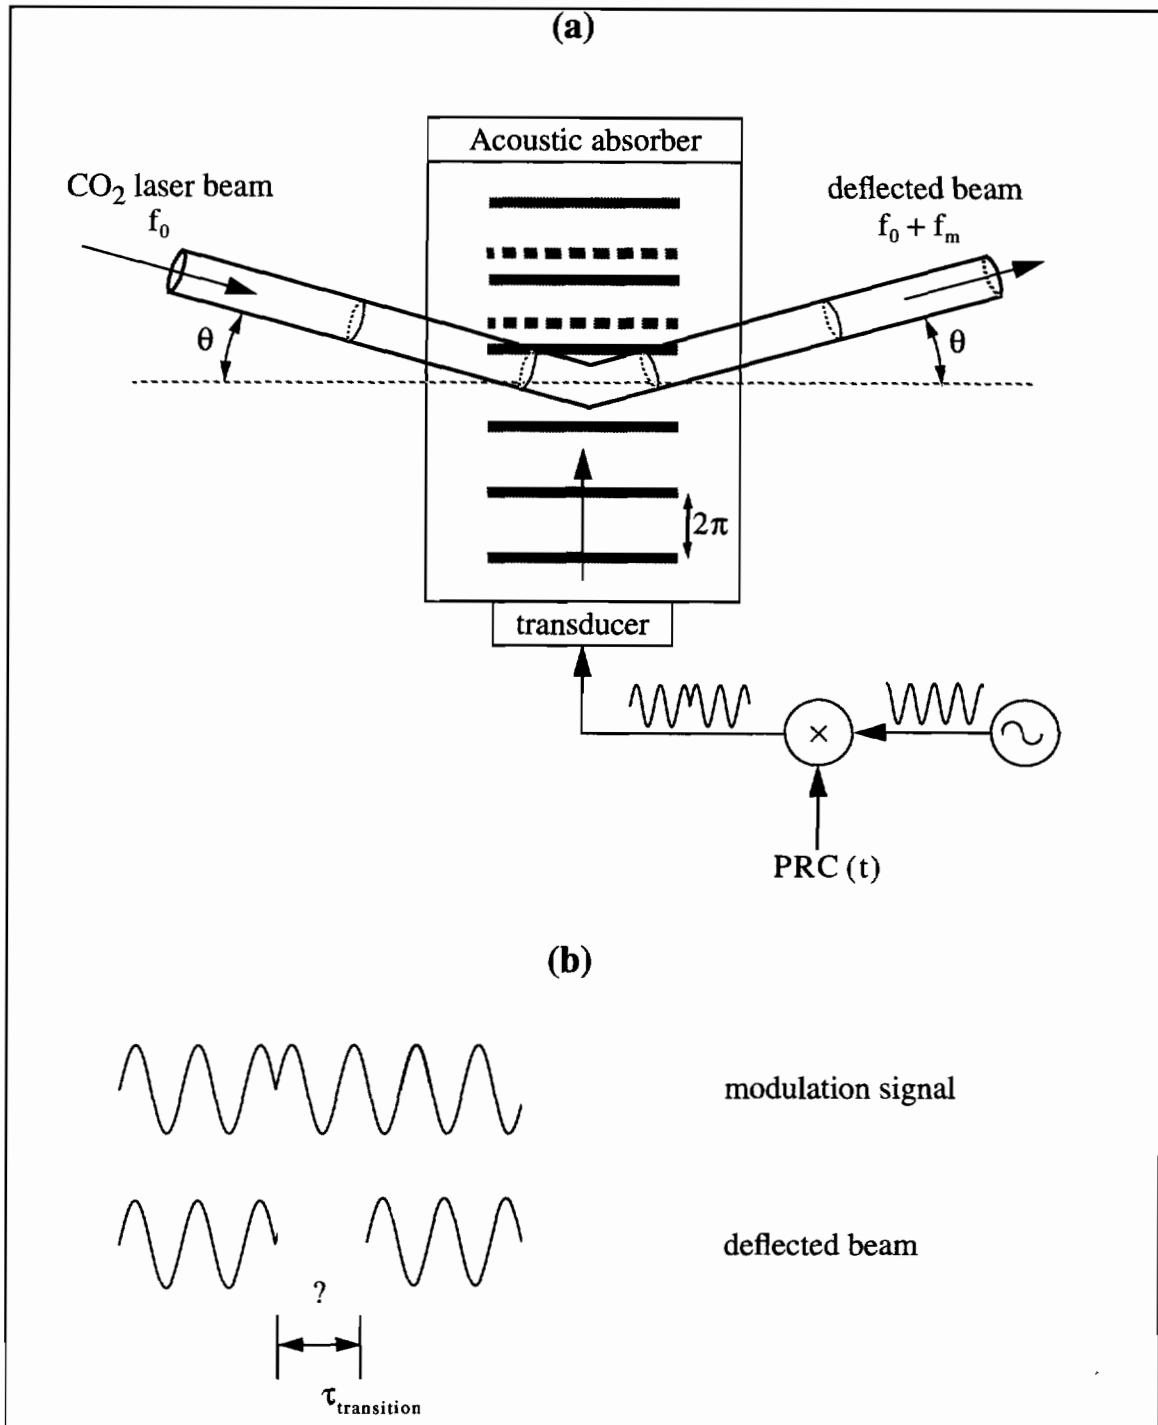 (a)
Acoustic absorber
CO₂ laser beam
f₀
deflected beam
f₀ + fₘ
θ
θ
2π
transducer
×
PRC (t)
(b)
modulation signal
deflected beam
?
τtransition